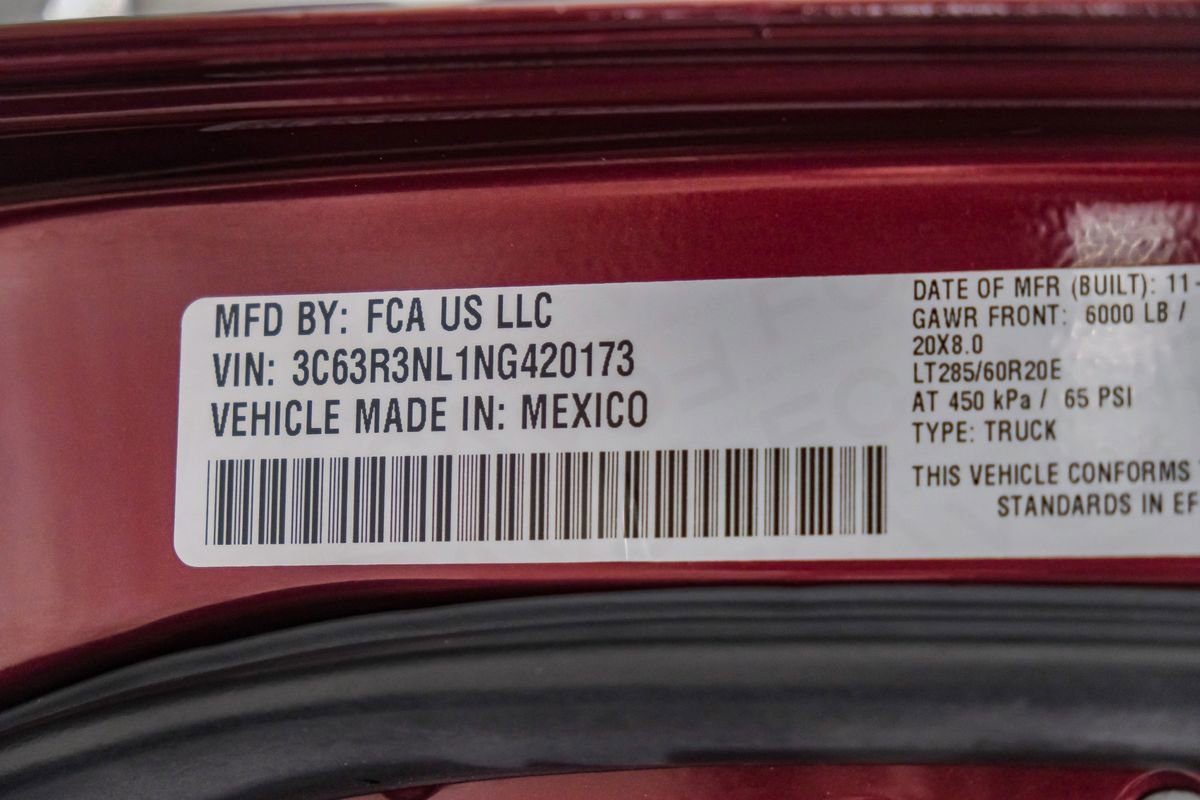 MFD BY: FCA US LLC
VIN: 3C63R3NL1NG420173
VEHICLE MADE IN: MEXICO
DATE OF MFR (BUILT): 11-
GAWR FRONT: 6000 LB /
20X8.0
LT285/60R20E
AT 450 kPa / 65 PSI
TYPE: TRUCK
THIS VEHICLE CONFORMS
STANDARDS IN EF